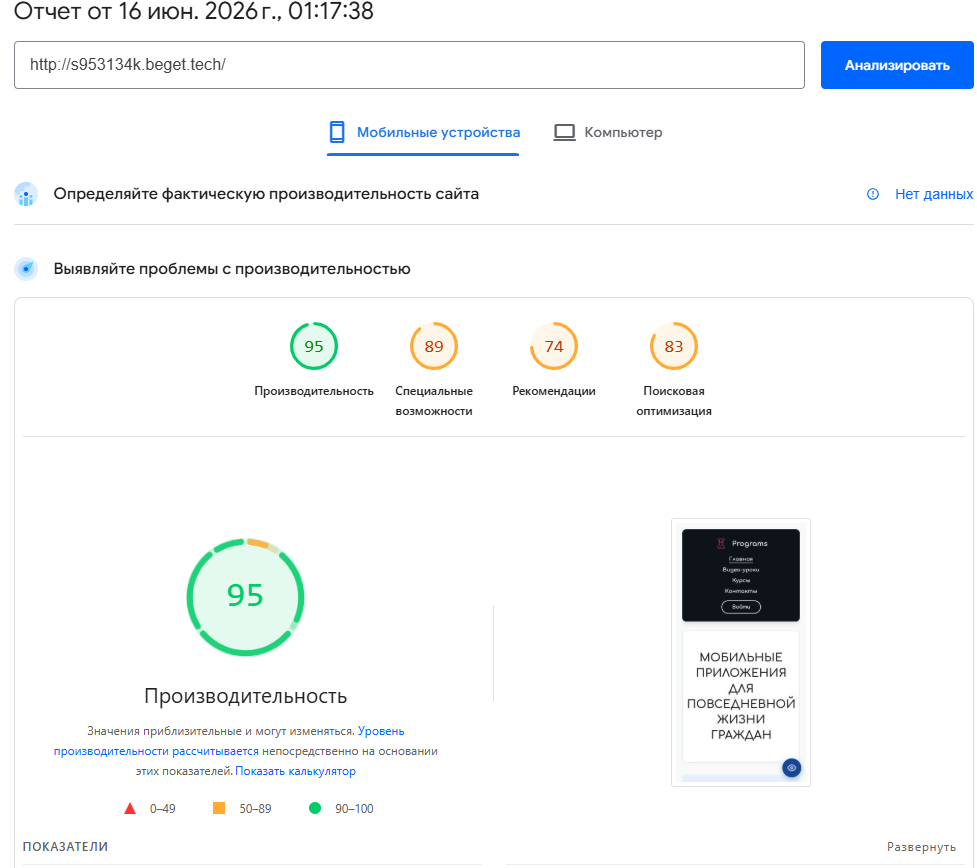 Отчет от 16 июн. 2026 г., 01:17:38
http://s953134k.beget.tech/
Анализировать
Мобильные устройства
Компьютер
Определяйте фактическую производительность сайта
Нет данных
Выявляйте проблемы с производительностью
95
89
74
83
Производительность
Специальные
возможности
Рекомендации
Поисковая
оптимизация
95
Производительность
Значения приблизительные и могут изменяться. Уровень
производительности рассчитывается непосредственно на основании
этих показателей. Показать калькулятор
0–49
50–89
90–100
Programs
Главная
Видео-уроки
Курсы
Контакты
Войти
МОБИЛЬНЫЕ
ПРИЛОЖЕНИЯ
ДЛЯ
ПОВСЕДНЕВНОЙ
ЖИЗНИ
ГРАЖДАН
ПОКАЗАТЕЛИ
Развернуть